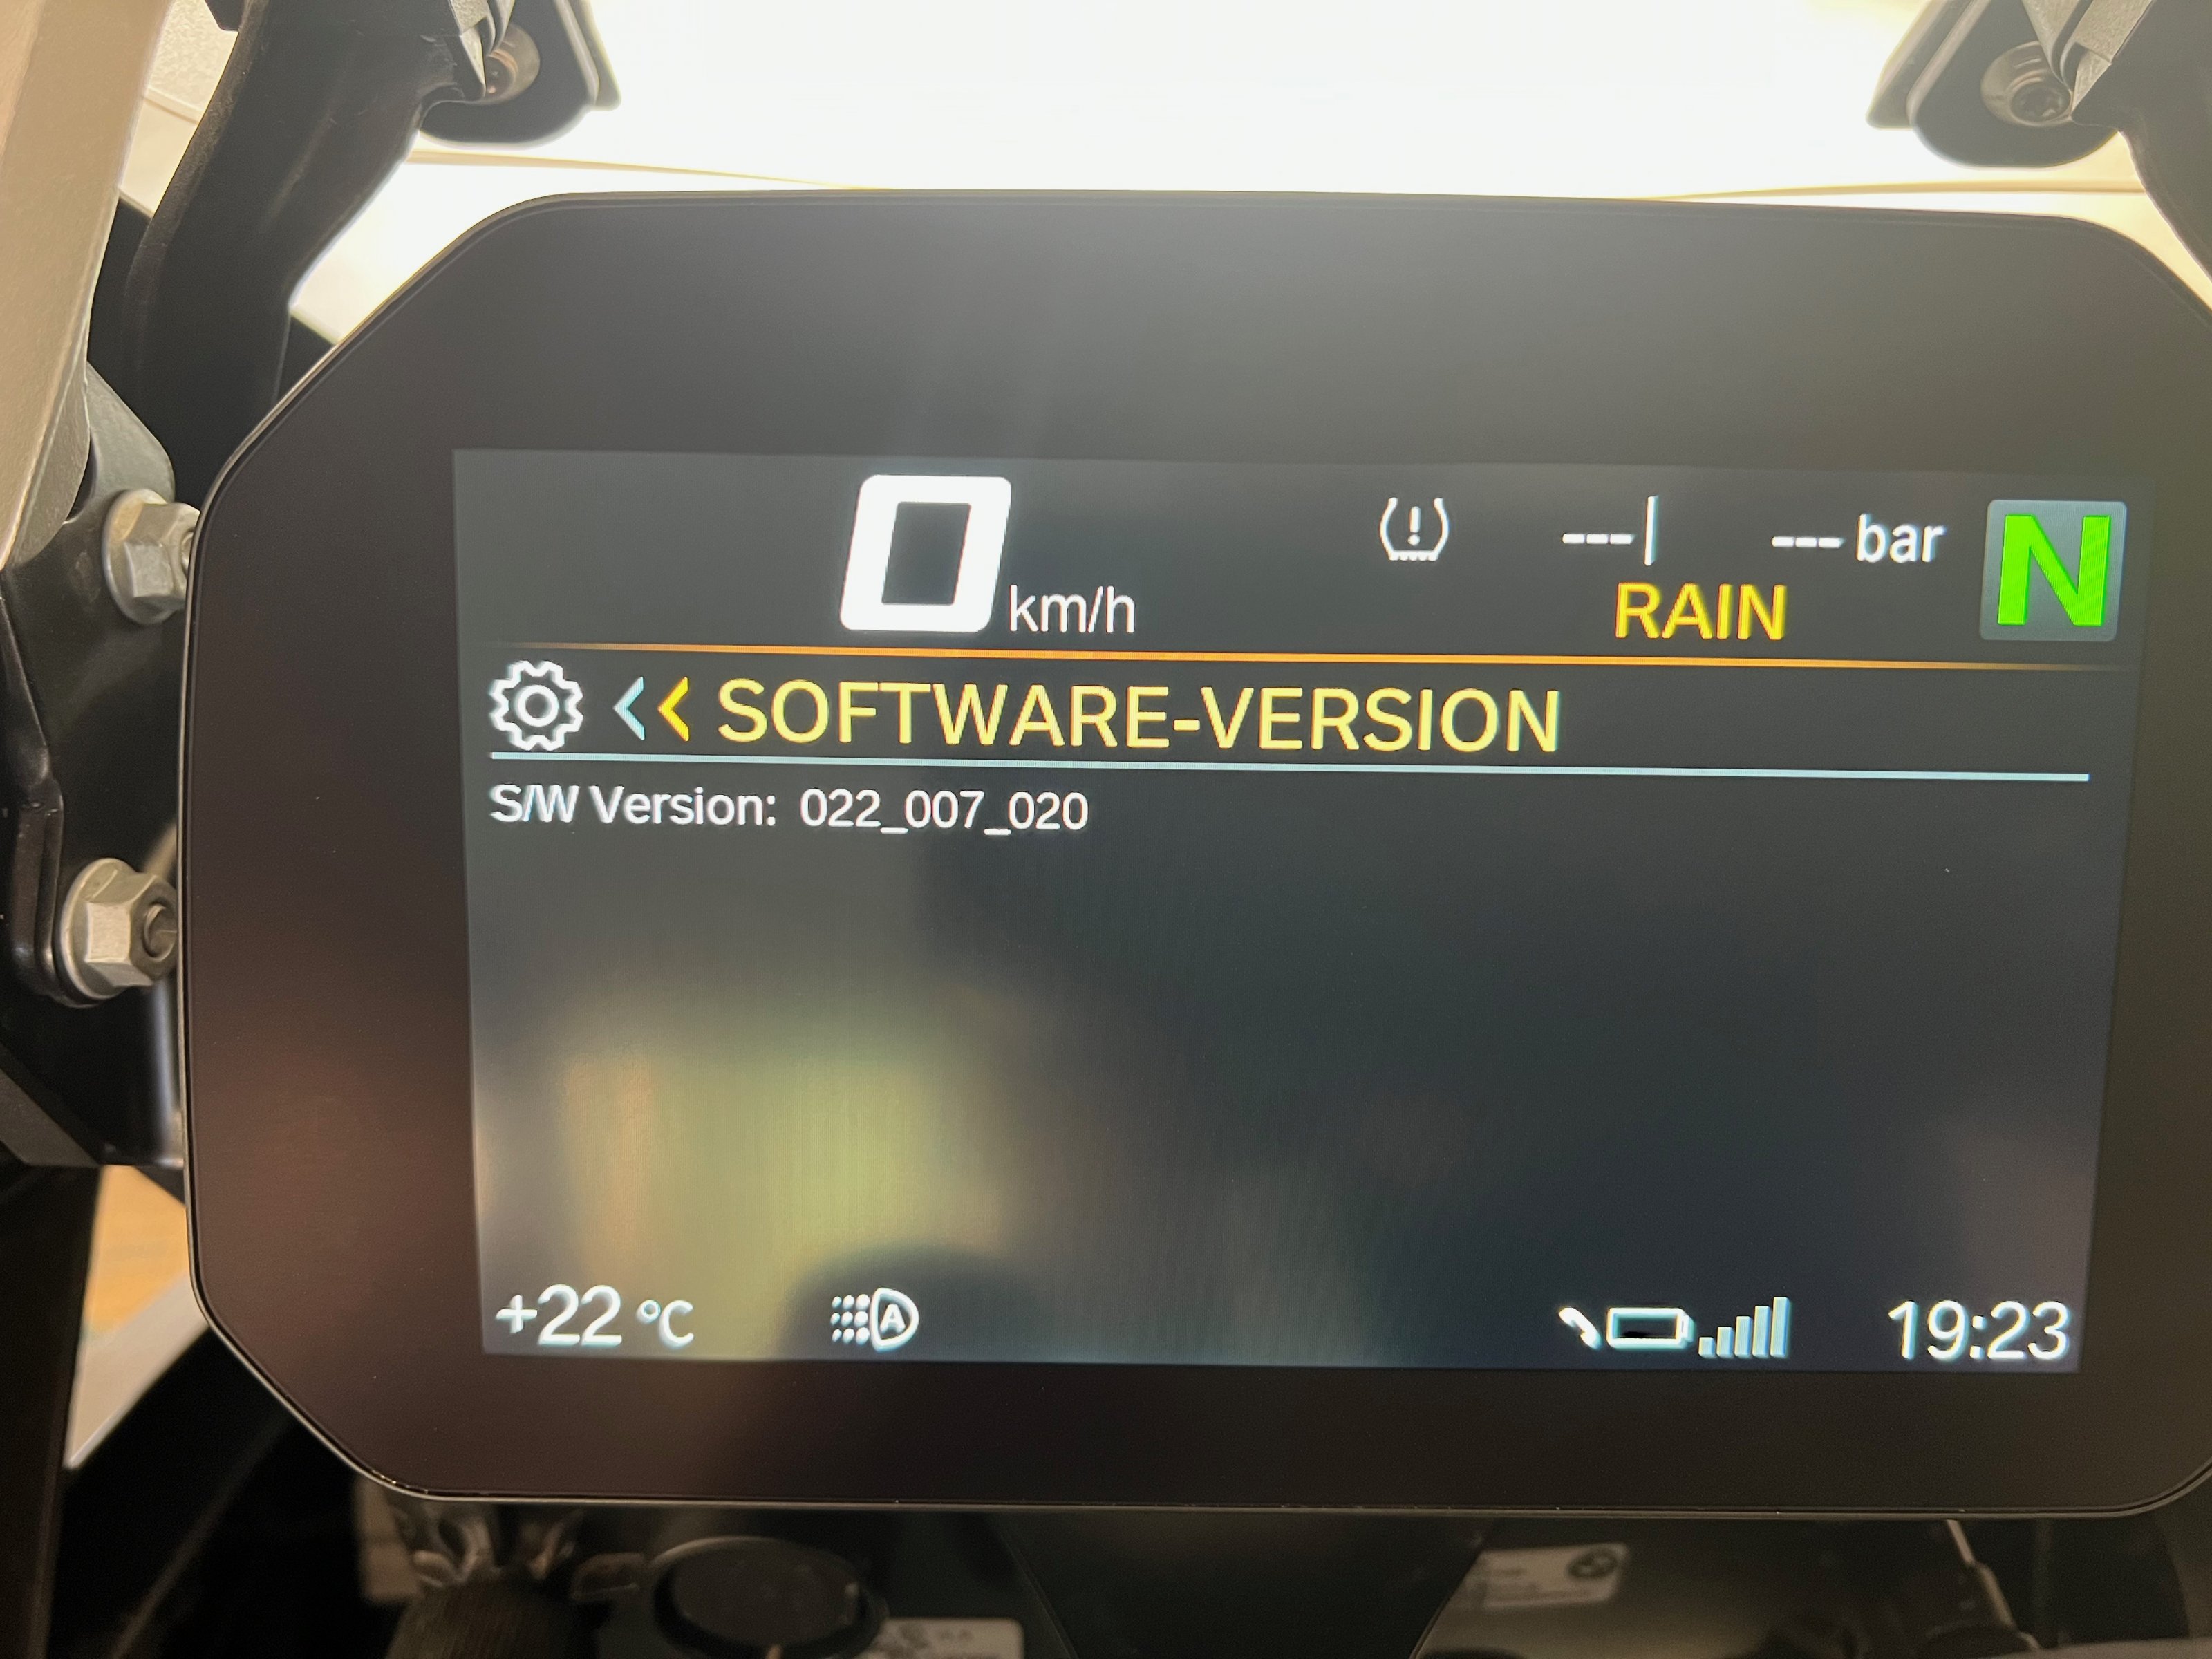 0 km/h
---| --- bar
RAIN
N
SOFTWARE-VERSION
S/W Version: 022_007_020
+22 °C
A
19:23